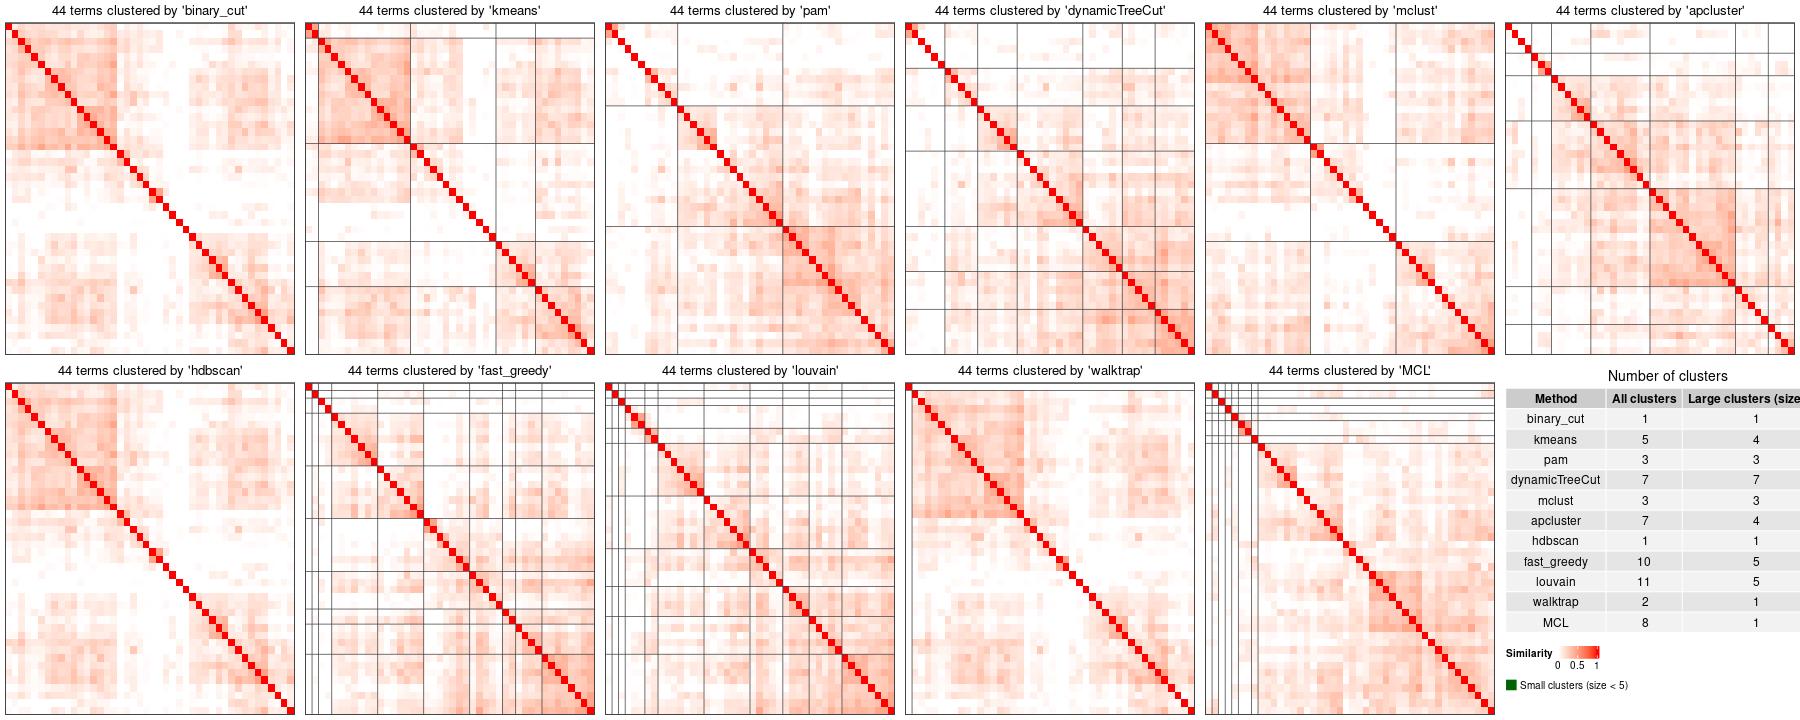 44 terms clustered by 'binary_cut'
44 terms clustered by 'kmeans'
44 terms clustered by 'pam'
44 terms clustered by 'dynamicTreeCut'
44 terms clustered by 'mclust'
44 terms clustered by 'apcluster'
44 terms clustered by 'hdbscan'
44 terms clustered by 'fast_greedy'
44 terms clustered by 'louvain'
44 terms clustered by 'walktrap'
44 terms clustered by 'MCL'
Number of clusters
Method All clusters Large clusters (size
binary_cut 1 1
kmeans 5 4
pam 3 3
dynamicTreeCut 7 7
mclust 3 3
apcluster 7 4
hdbscan 1 1
fast_greedy 10 5
louvain 11 5
walktrap 2 1
MCL 8 1
Similarity
0 0.5 1
Small clusters (size < 5)